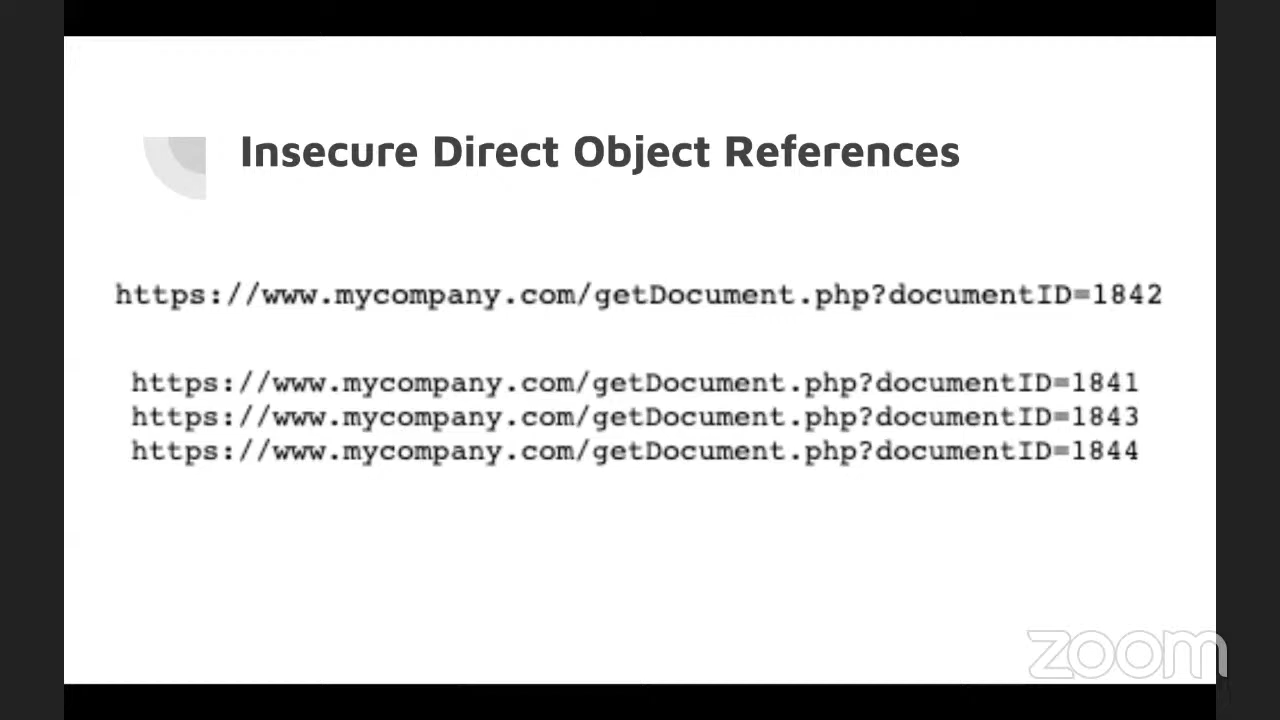 Insecure Direct Object References
https://www.mycompany.com/getDocument.php?documentID=1842
https://www.mycompany.com/getDocument.php?documentID=1841
https://www.mycompany.com/getDocument.php?documentID=1843
https://www.mycompany.com/getDocument.php?documentID=1844
zoom